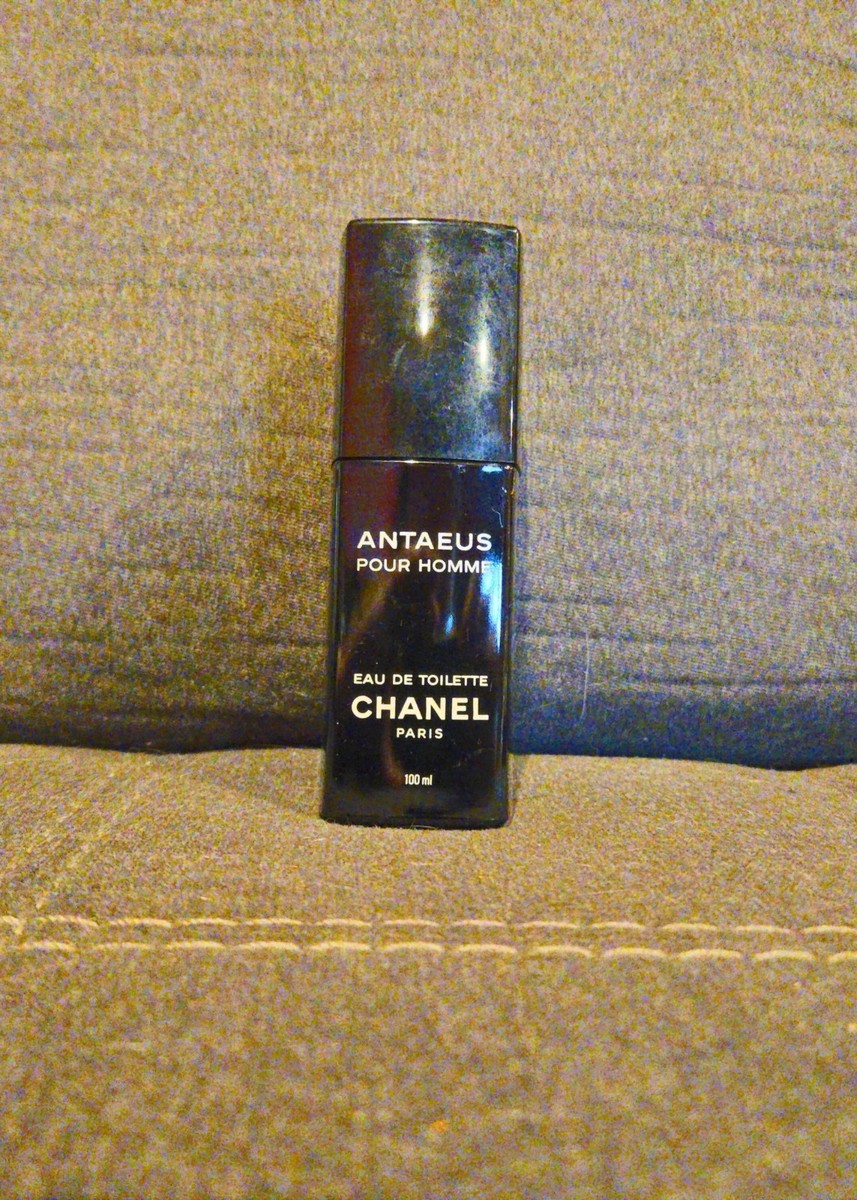 ANTAEUS
POUR HOMME
EAU DE TOILETTE
CHANEL
PARIS
100 ml